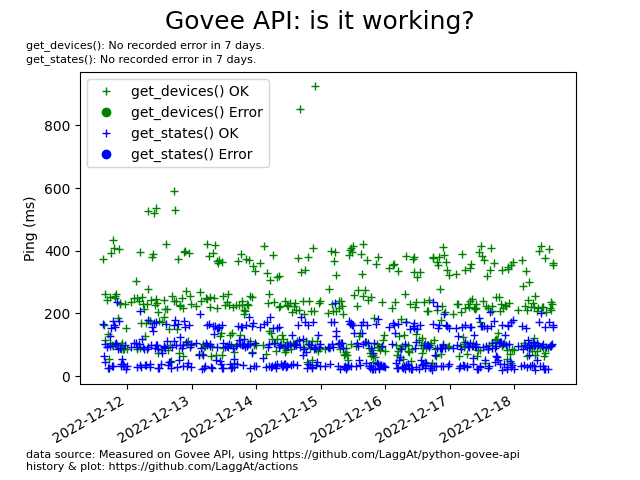 Govee API: is it working?
get_devices(): No recorded error in 7 days.
get_states(): No recorded error in 7 days.
get_devices() OK
get_devices() Error
get_states() OK
get_states() Error
Ping (ms)
800
600
400
200
0
2022-12-12
2022-12-13
2022-12-14
2022-12-15
2022-12-16
2022-12-17
2022-12-18
data source: Measured on Govee API, using https://github.com/LaggAt/python-govee-api
history & plot: https://github.com/LaggAt/actions